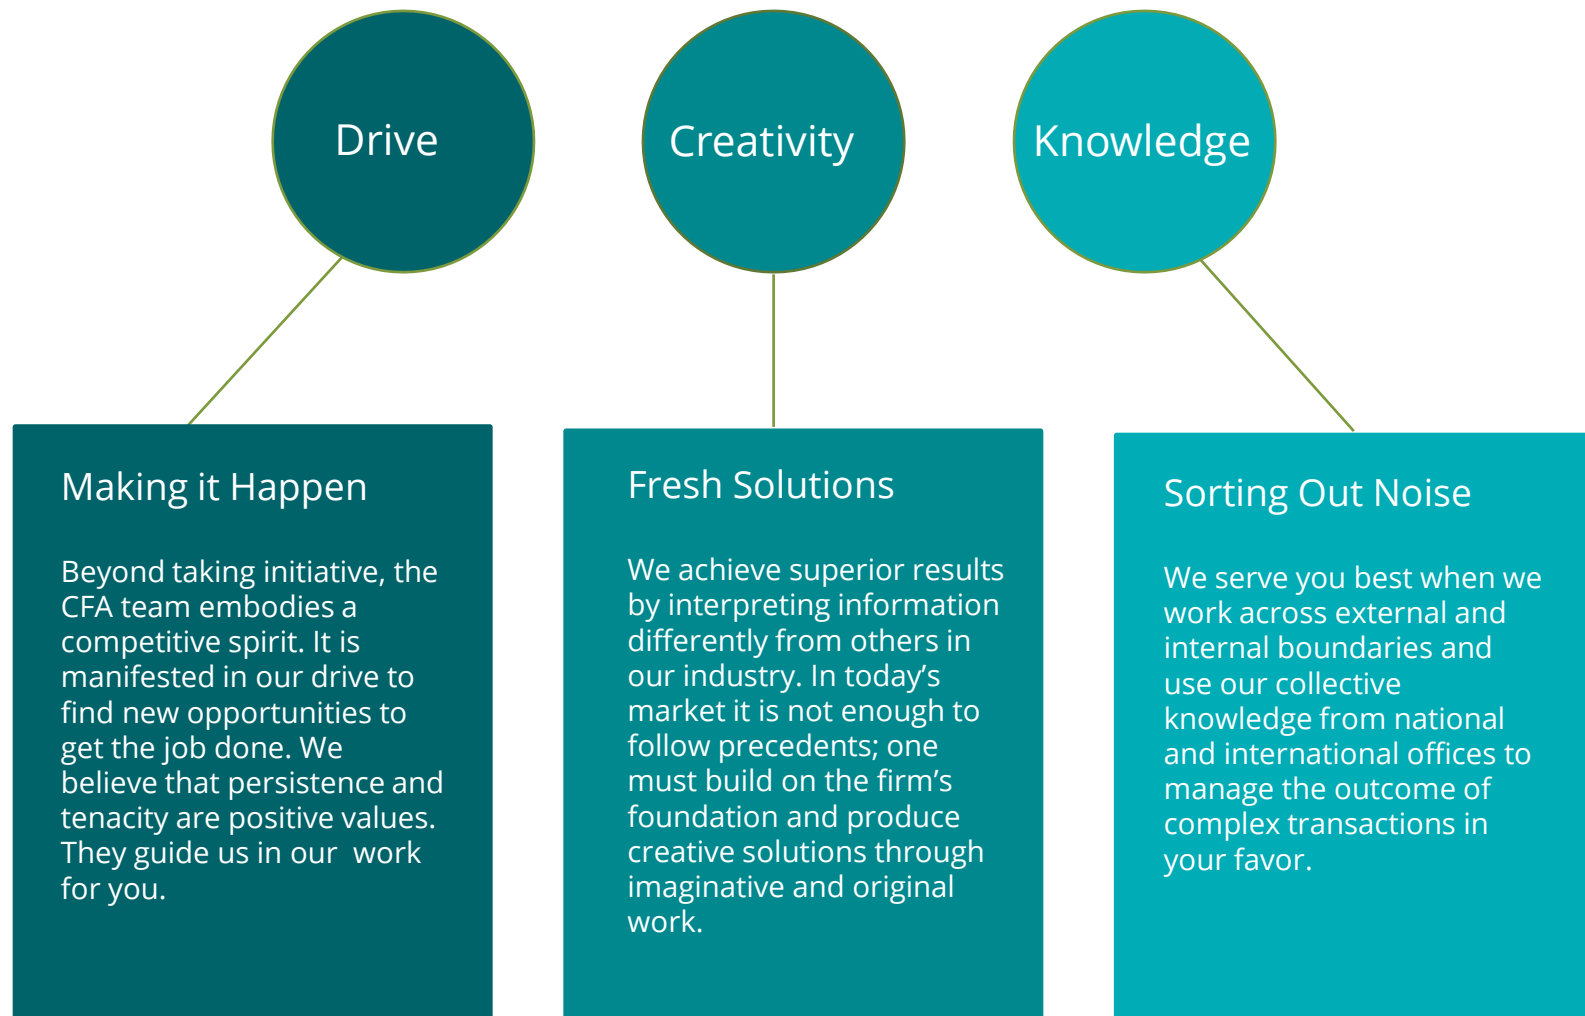 Drive
Creativity
Knowledge
Making it Happen
Beyond taking initiative, the
CFA team embodies a
competitive spirit. It is
manifested in our drive to
find new opportunities to
get the job done. We
believe that persistence and
tenacity are positive values.
They guide us in our  work
for you.
Fresh Solutions
We achieve superior results
by interpreting information
differently from others in
our industry. In today’s
market it is not enough to
follow precedents; one
must build on the firm’s
foundation and produce
creative solutions through
imaginative and original
work.
Sorting Out Noise
We serve you best when we
work across external and
internal boundaries and
use our collective
knowledge from national
and international offices to
manage the outcome of
complex transactions in
your favor.